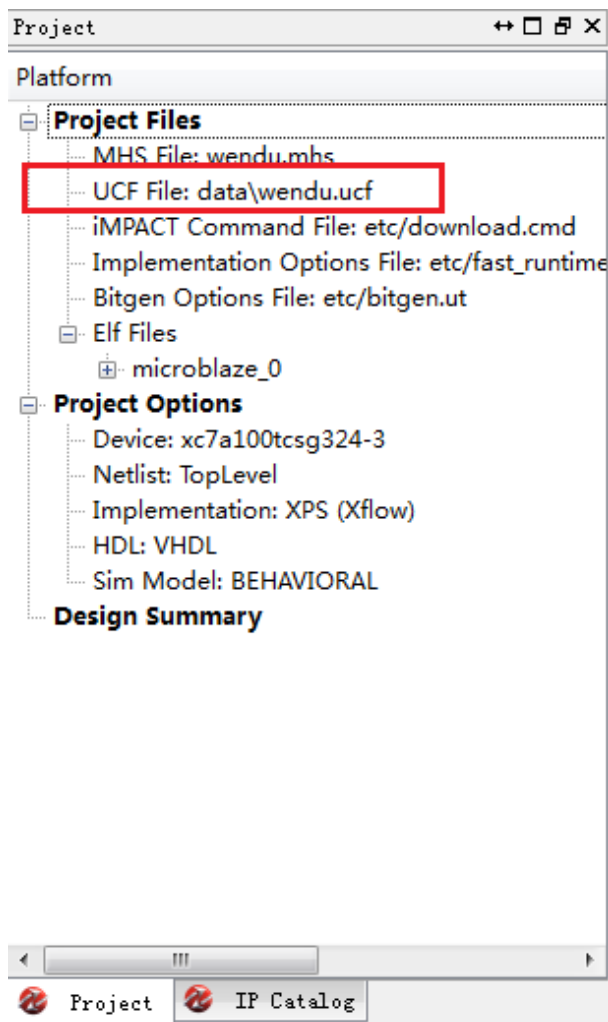 Project
Platform
Project Files
MHS File: wendu.mhs
UCF File: data\wendu.ucf
iMPACT Command File: etc/download.cmd
Implementation Options File: etc/fast_runtime
Bitgen Options File: etc/bitgen.ut
Elf Files
microblaze_0
Project Options
Device: xc7a100tcsg324-3
Netlist: TopLevel
Implementation: XPS (Xflow)
HDL: VHDL
Sim Model: BEHAVIORAL
Design Summary
Project IP Catalog